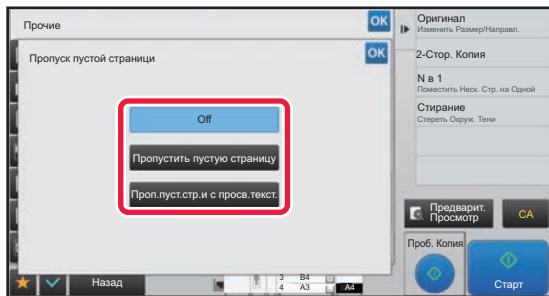 Прочие
OK
Пропуск пустой страници
OK
Off
Пропустить пустую страницу
Проп.пуст.стр.и с просв.текст.
Назад
3 B4
4 A3
A4
Оригинал
Изменить Размер/Направл.
2-Стор. Копия
N в 1
Поместить Неск. Стр. на Одной
Стирание
Стереть Окруж. Тени
Предварит.
Просмотр
CA
Проб. Копия
Старт